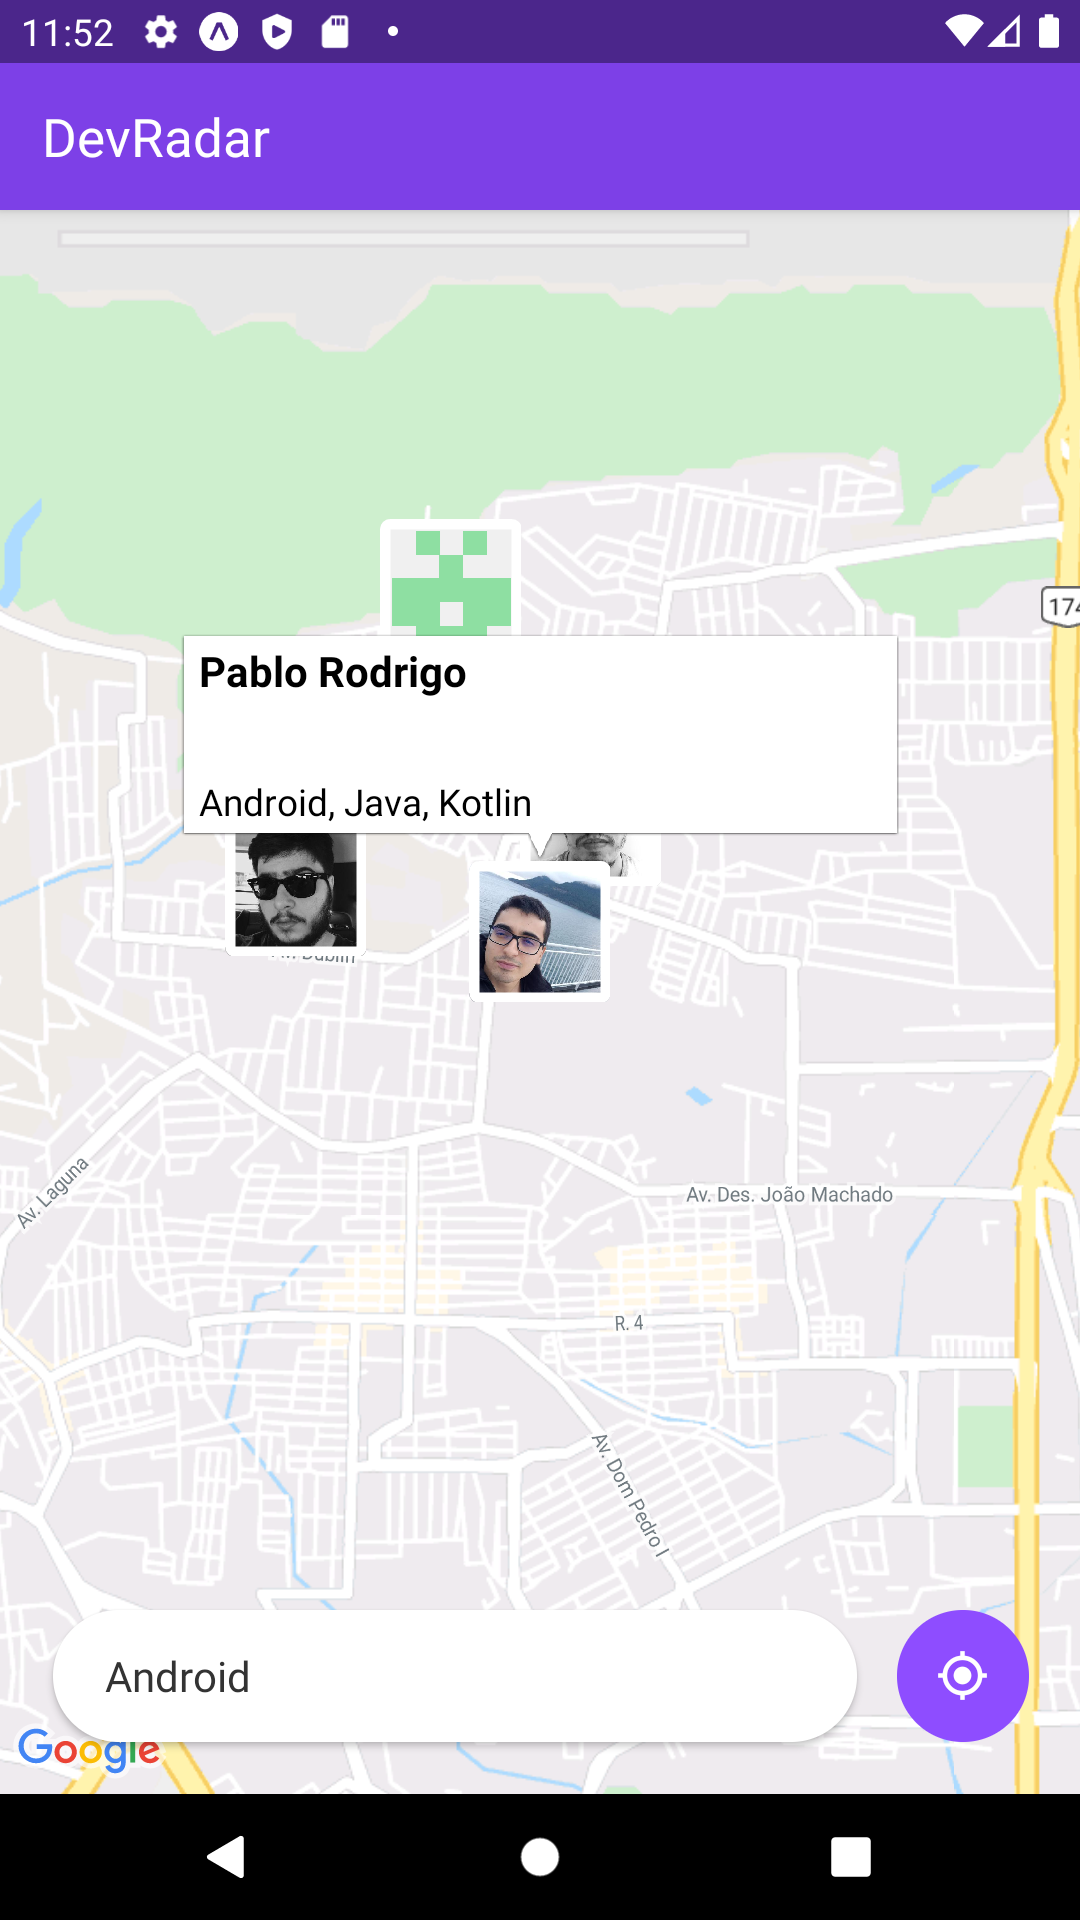 11:52
DevRadar
174
Pablo Rodrigo
Android, Java, Kotlin
Av. Laguna
Av. Des. João Machado
R. 4
Av. Dom Pedro I
Android
Google